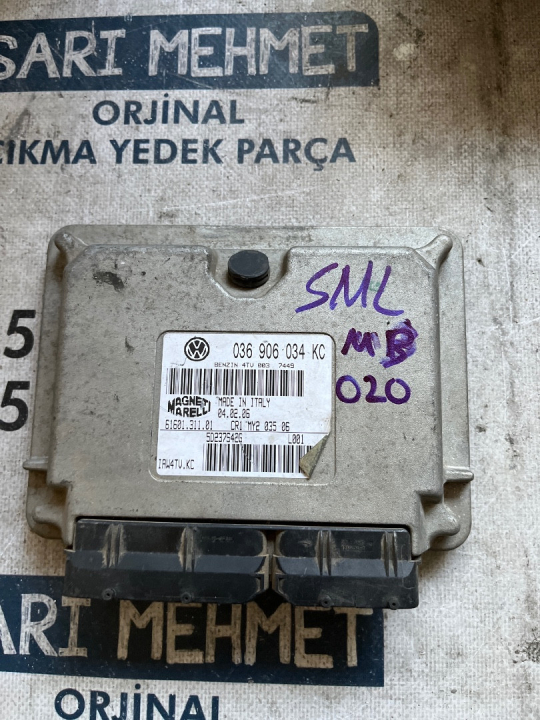 SARI MEHMET
ORJİNAL
ÇIKMA YEDEK PARÇA
5
5
SML
MB
020
036 906 034 KC
BENZIN 4TV 003 7449
MAGNETI
MARELLI
MADE IN ITALY
04.02.06
61601.311.01 CR1 MY2 035 06
5D237542G L001
IAW4TV.KC
ARI MEHMET
ORJİNAL